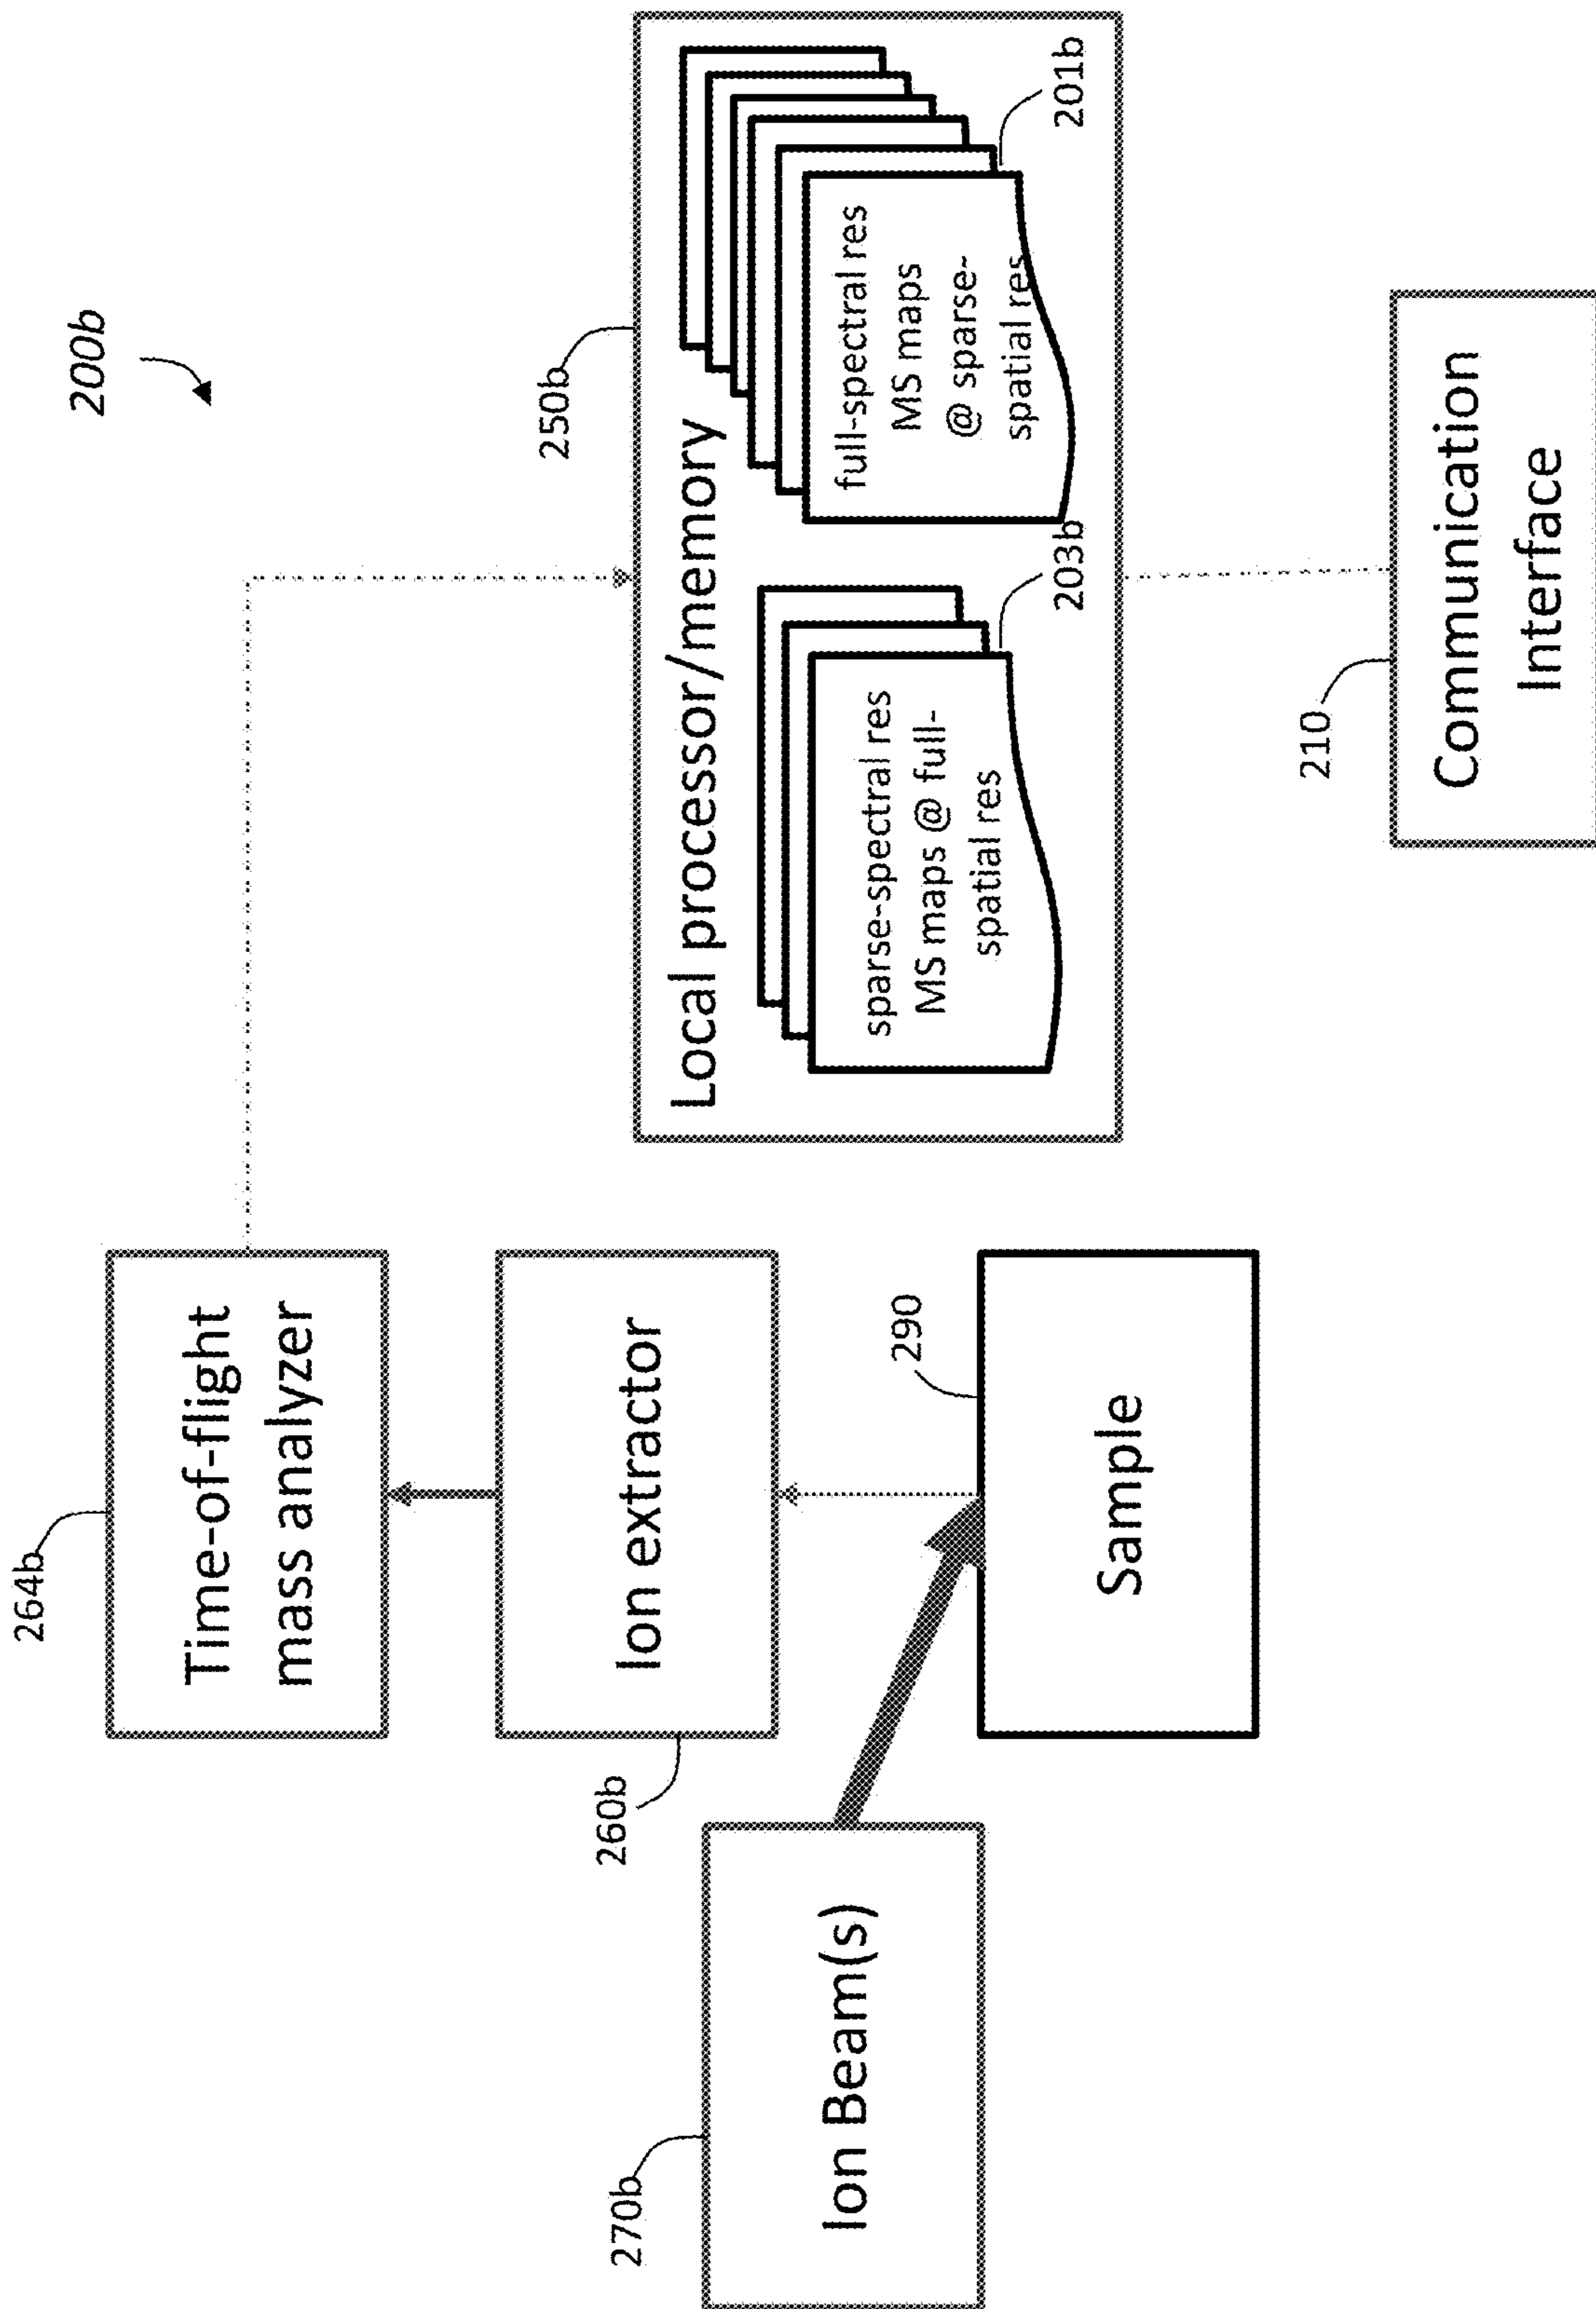 200b
264b
Time-of-flight
mass analyzer
260b
Ion extractor
270b
Ion Beam(s)
290
Sample
250b
Local processor/memory
sparse-spectral res
MS maps @ full-
spatial res
203b
full-spectral res
MS maps
@ sparse-
spatial res
201b
210
Communication
Interface